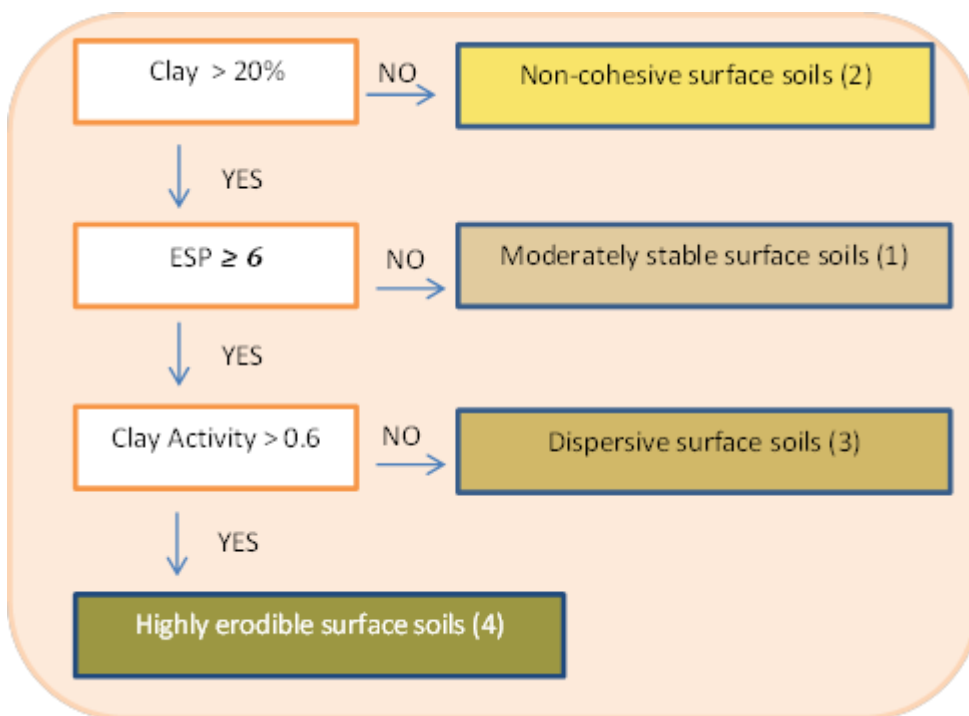 Clay > 20%
NO
Non-cohesive surface soils (2)
YES
ESP ≥ 6
NO
Moderately stable surface soils (1)
YES
Clay Activity > 0.6
NO
Dispersive surface soils (3)
YES
Highly erodible surface soils (4)